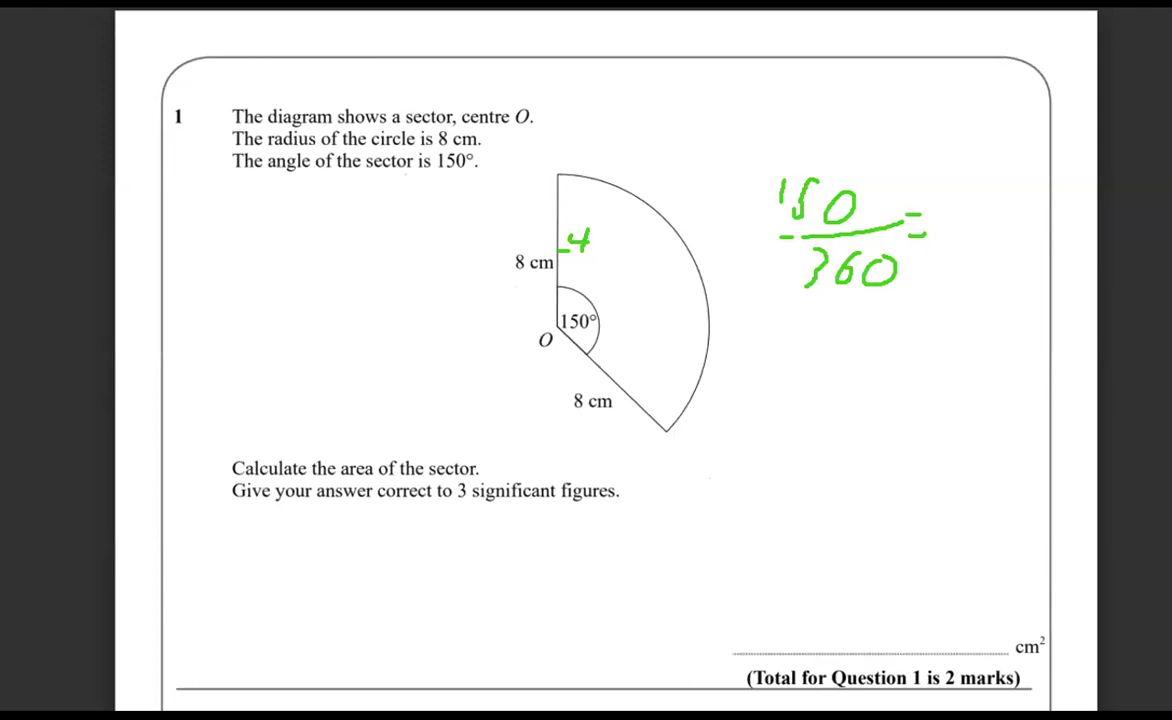 1 The diagram shows a sector, centre O.
The radius of the circle is 8 cm.
The angle of the sector is 150°.
150
360
=
4
8 cm
150°
O
8 cm
Calculate the area of the sector.
Give your answer correct to 3 significant figures.
cm²
(Total for Question 1 is 2 marks)